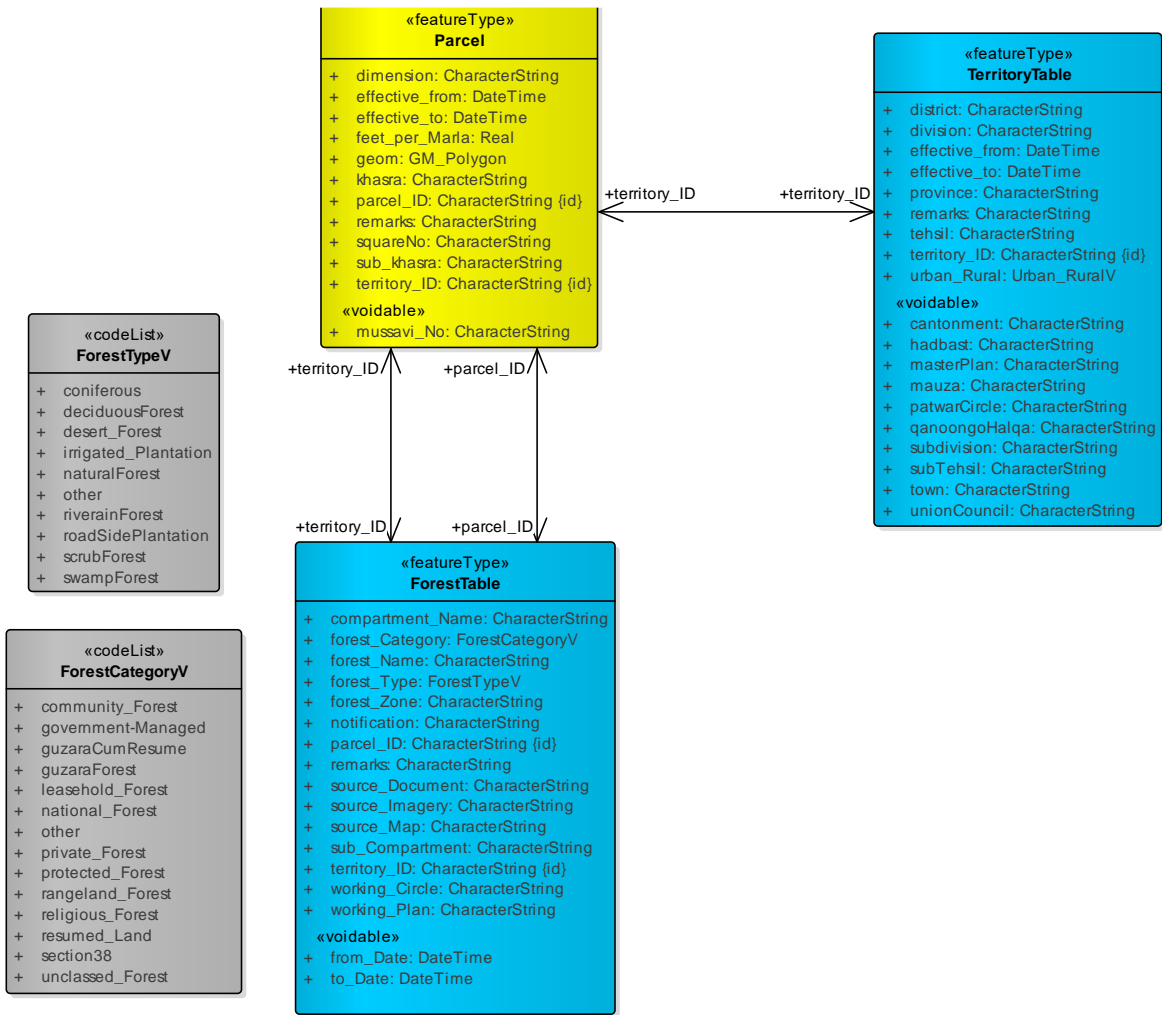 «featureType»
Parcel
+ dimension: CharacterString
+ effective_from: DateTime
+ effective_to: DateTime
+ feet_per_Marla: Real
+ geom: GM_Polygon
+ khasra: CharacterString
+ parcel_ID: CharacterString {id}
+ remarks: CharacterString
+ squareNo: CharacterString
+ sub_khasra: CharacterString
+ territory_ID: CharacterString {id}
«voidable»
+ mussavi_No: CharacterString
+territory_ID
+territory_ID
«featureType»
TerritoryTable
+ district: CharacterString
+ division: CharacterString
+ effective_from: DateTime
+ effective_to: DateTime
+ province: CharacterString
+ remarks: CharacterString
+ tehsil: CharacterString
+ territory_ID: CharacterString {id}
+ urban_Rural: Urban_RuralV
«voidable»
+ cantonment: CharacterString
+ hadbast: CharacterString
+ masterPlan: CharacterString
+ mauza: CharacterString
+ patwarCircle: CharacterString
+ qanoongoHalqa: CharacterString
+ subdivision: CharacterString
+ subTehsil: CharacterString
+ town: CharacterString
+ unionCouncil: CharacterString
«codeList»
ForestTypeV
+ coniferous
+ deciduousForest
+ desert_Forest
+ irrigated_Plantation
+ naturalForest
+ other
+ riverainForest
+ roadSidePlantation
+ scrubForest
+ swampForest
+territory_ID
+parcel_ID
+territory_ID
+parcel_ID
«featureType»
ForestTable
+ compartment_Name: CharacterString
+ forest_Category: ForestCategoryV
+ forest_Name: CharacterString
+ forest_Type: ForestTypeV
+ forest_Zone: CharacterString
+ notification: CharacterString
+ parcel_ID: CharacterString {id}
+ remarks: CharacterString
+ source_Document: CharacterString
+ source_Imagery: CharacterString
+ source_Map: CharacterString
+ sub_Compartment: CharacterString
+ territory_ID: CharacterString {id}
+ working_Circle: CharacterString
+ working_Plan: CharacterString
«voidable»
+ from_Date: DateTime
+ to_Date: DateTime
«codeList»
ForestCategoryV
+ community_Forest
+ government-Managed
+ guzaraCumResume
+ guzaraForest
+ leasehold_Forest
+ national_Forest
+ other
+ private_Forest
+ protected_Forest
+ rangeland_Forest
+ religious_Forest
+ resumed_Land
+ section38
+ unclassed_Forest